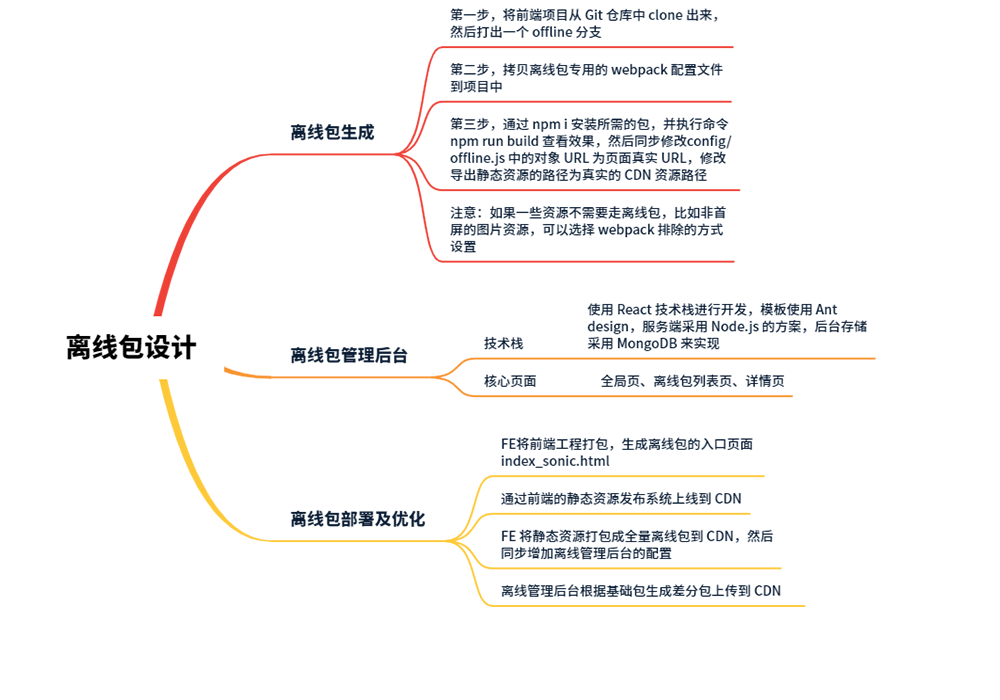 离线包设计
离线包生成
第一步，将前端项目从 Git 仓库中 clone 出来，
然后打出一个 offline 分支
第二步，拷贝离线包专用的 webpack 配置文件
到项目中
第三步，通过 npm i 安装所需的包，并执行命令
npm run build 查看效果，然后同步修改config/
offline.js 中的对象 URL 为页面真实 URL，修改
导出静态资源的路径为真实的 CDN 资源路径
注意：如果一些资源不需要走离线包，比如非首
屏的图片资源，可以选择 webpack 排除的方式
设置
离线包管理后台
技术栈
使用 React 技术栈进行开发，模板使用 Ant
design，服务端采用 Node.js 的方案，后台存储
采用 MongoDB 来实现
核心页面
全局页、离线包列表页、详情页
离线包部署及优化
FE将前端工程打包，生成离线包的入口页面
index_sonic.html
通过前端的静态资源发布系统上线到 CDN
FE 将静态资源打包成全量离线包到 CDN，然后
同步增加离线管理后台的配置
离线管理后台根据基础包生成差分包上传到 CDN